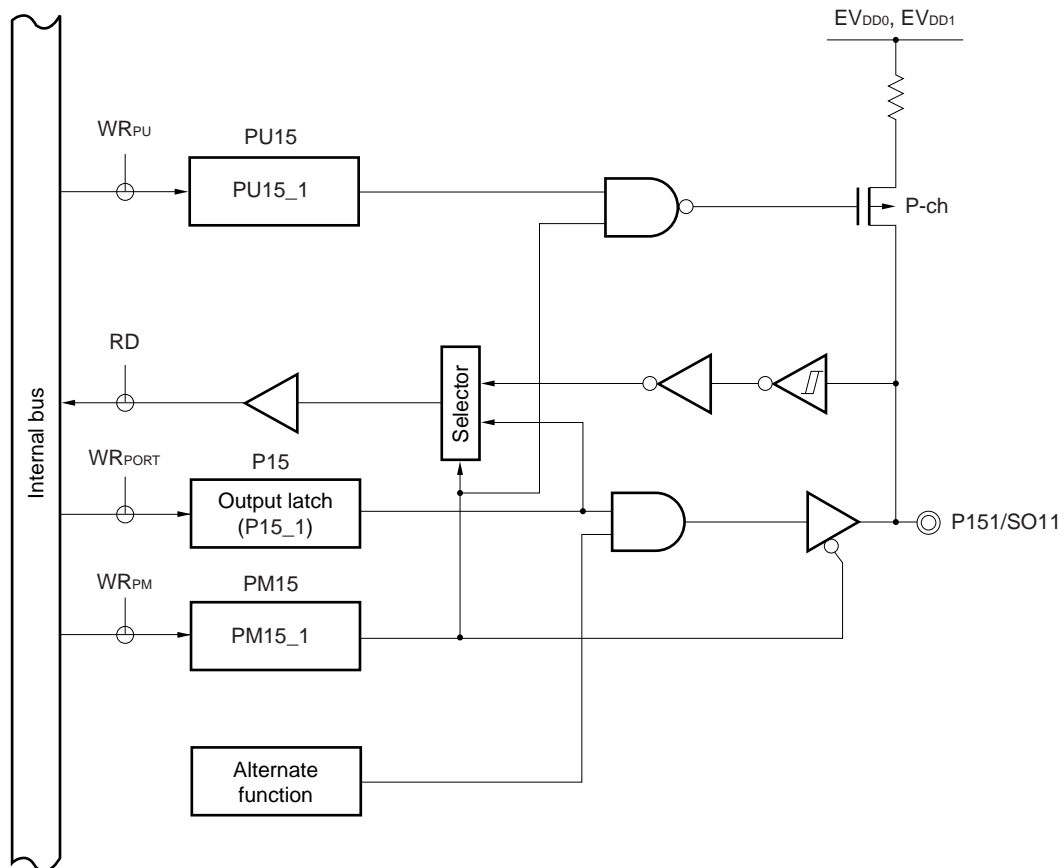 EVDD0, EVDD1
WRPU
PU15
PU15_1
P-ch
RD
Selector
Internal bus
WRPORT
P15
Output latch
(P15_1)
P151/SO11
WRPM
PM15
PM15_1
Alternate
function